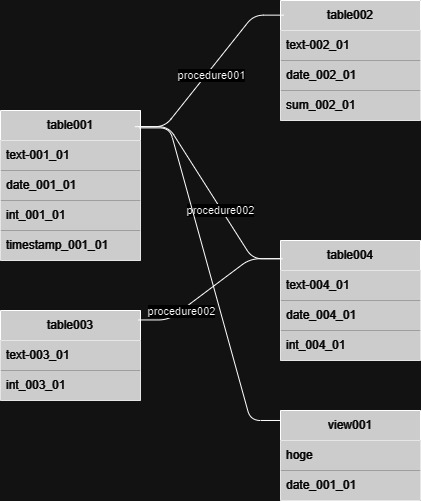 table002
text-002_01
date_002_01
sum_002_01
procedure001
table001
text-001_01
date_001_01
int_001_01
timestamp_001_01
procedure002
table004
text-004_01
date_004_01
int_004_01
procedure002
table003
text-003_01
int_003_01
view001
hoge
date_001_01